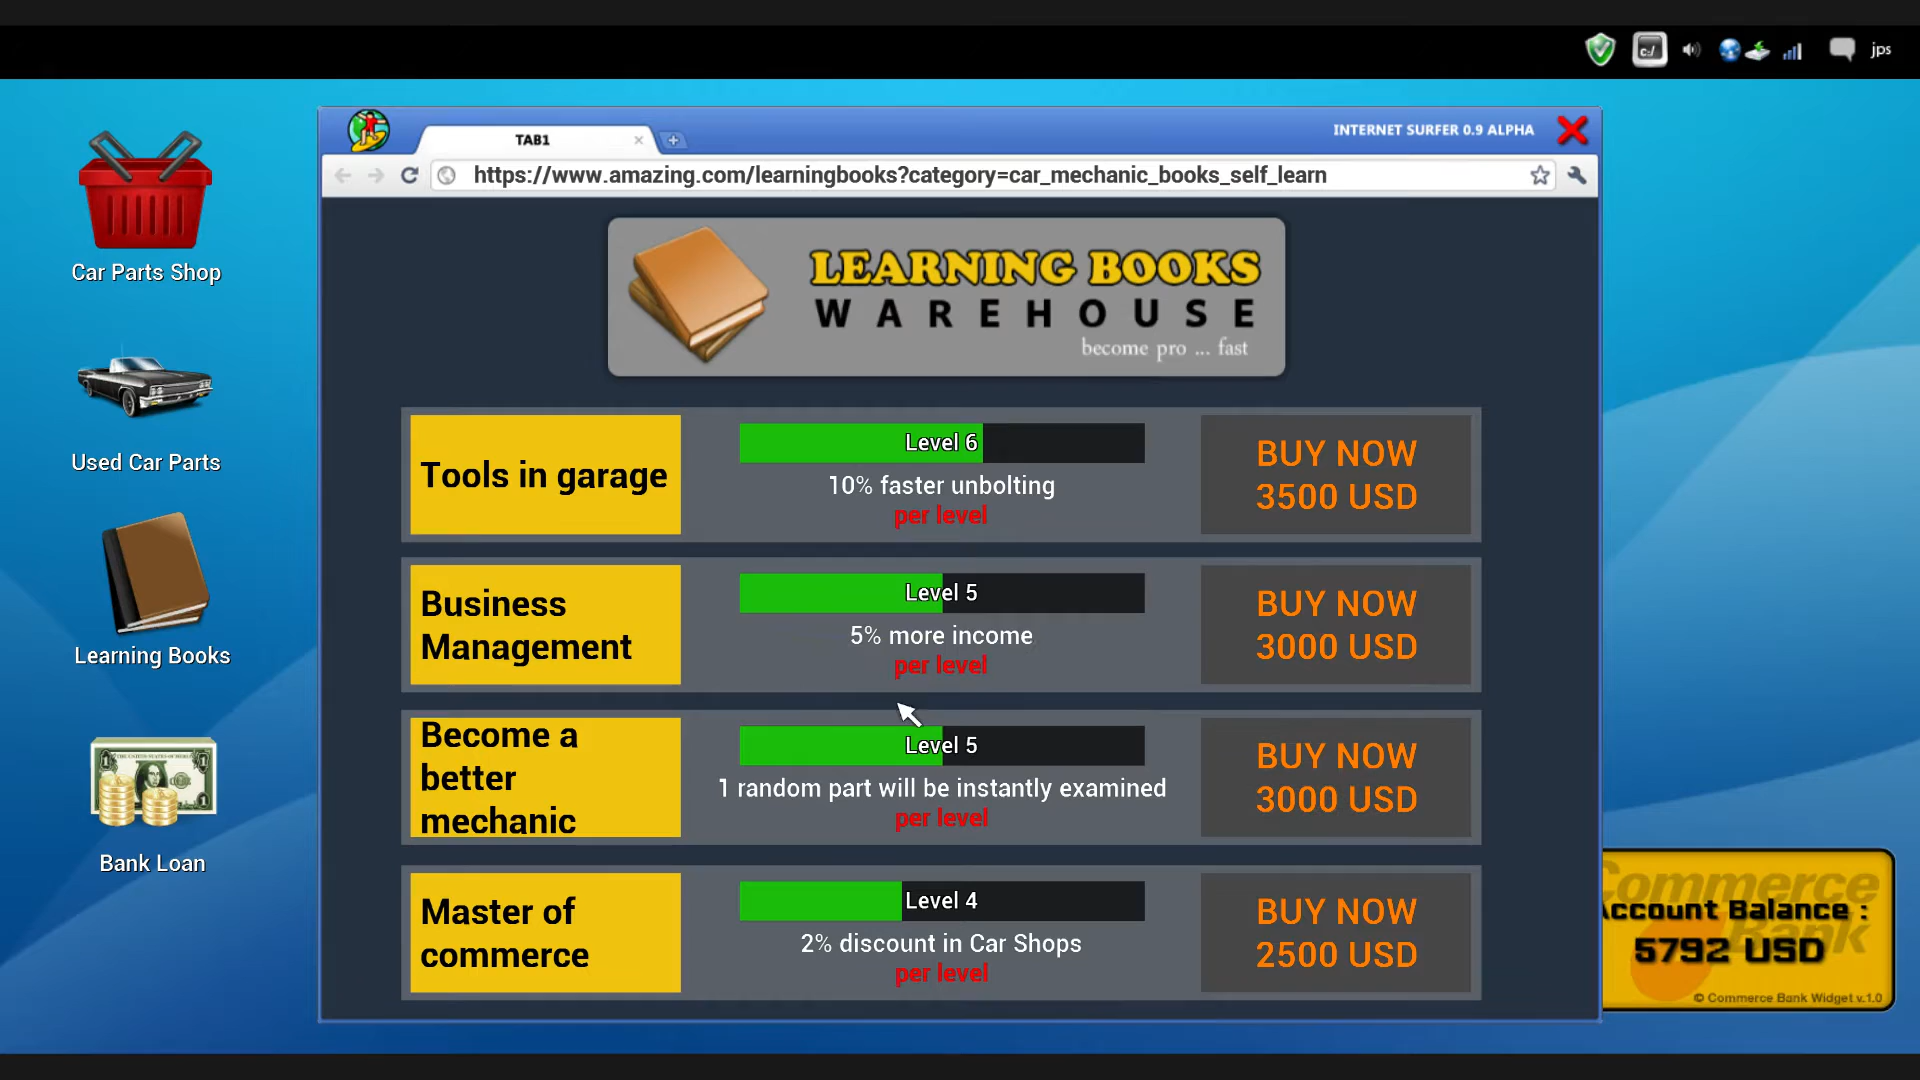 jps
TAB1
INTERNET SURFER 0.9 ALPHA
https://www.amazing.com/learningbooks?category=car_mechanic_books_self_learn
Car Parts Shop
Used Car Parts
Learning Books
Bank Loan
LEARNING BOOKS
WAREHOUSE
become pro ... fast
Tools in garage
Level 6
10% faster unbolting
per level
BUY NOW
3500 USD
Business
Management
Level 5
5% more income
per level
BUY NOW
3000 USD
Become a
better
mechanic
Level 5
1 random part will be instantly examined
per level
BUY NOW
3000 USD
Master of
commerce
Level 4
2% discount in Car Shops
per level
BUY NOW
2500 USD
Commerce
Bank
Account Balance :
5792 USD
© Commerce Bank Widget v.1.0